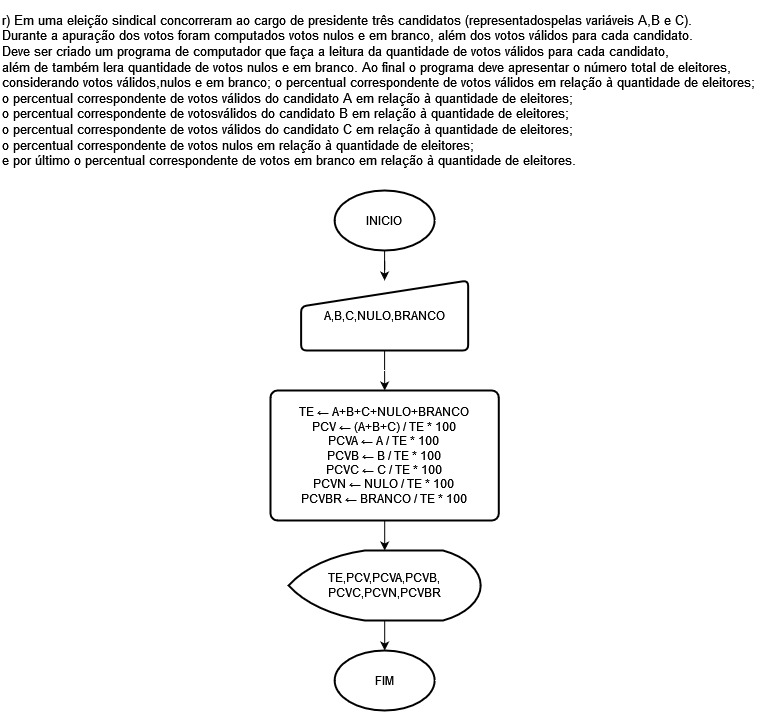 r) Em uma eleição sindical concorreram ao cargo de presidente três candidatos (representadospelas variáveis A,B e C).
Durante a apuração dos votos foram computados votos nulos e em branco, além dos votos válidos para cada candidato.
Deve ser criado um programa de computador que faça a leitura da quantidade de votos válidos para cada candidato,
além de também lera quantidade de votos nulos e em branco. Ao final o programa deve apresentar o número total de eleitores,
considerando votos válidos,nulos e em branco; o percentual correspondente de votos válidos em relação à quantidade de eleitores;
o percentual correspondente de votos válidos do candidato A em relação à quantidade de eleitores;
o percentual correspondente de votosválidos do candidato B em relação à quantidade de eleitores;
o percentual correspondente de votos válidos do candidato C em relação à quantidade de eleitores;
o percentual correspondente de votos nulos em relação à quantidade de eleitores;
e por último o percentual correspondente de votos em branco em relação à quantidade de eleitores.
INICIO
A,B,C,NULO,BRANCO
TE ← A+B+C+NULO+BRANCO
PCV ← (A+B+C) / TE * 100
PCVA ← A / TE * 100
PCVB ← B / TE * 100
PCVC ← C / TE * 100
PCVN ← NULO / TE * 100
PCVBR ← BRANCO / TE * 100
TE,PCV,PCVA,PCVB,
PCVC,PCVN,PCVBR
FIM